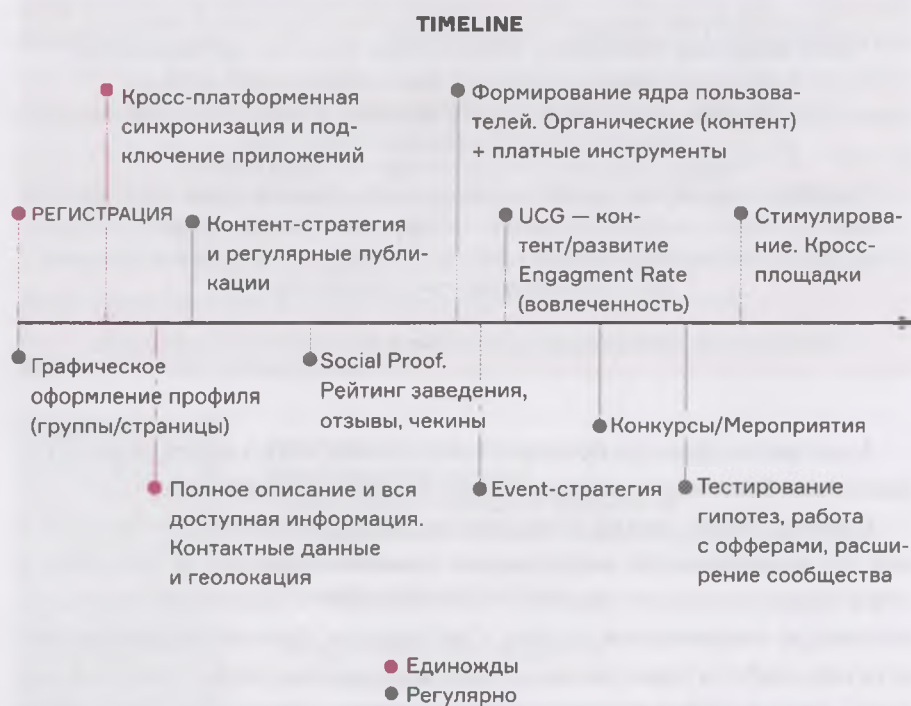 TIMELINE
Кросс-платформенная
синхронизация и под-
ключение приложений
Формирование ядра пользова-
телей. Органические (контент)
+ платные инструменты
РЕГИСТРАЦИЯ
Контент-стратегия
и регулярные публи-
кации
UCG — кон-
тент/развитие
Engagment Rate
(вовлеченность)
Стимулирова-
ние. Кросс-
площадки
Графическое
оформление профиля
(группы/страницы)
Social Proof.
Рейтинг заведения,
отзывы, чекины
Конкурсы/Мероприятия
Полное описание и вся
доступная информация.
Контактные данные
и геолокация
Event-стратегия
Тестирование
гипотез, работа
с офферами, расши-
рение сообщества
Единожды
Регулярно